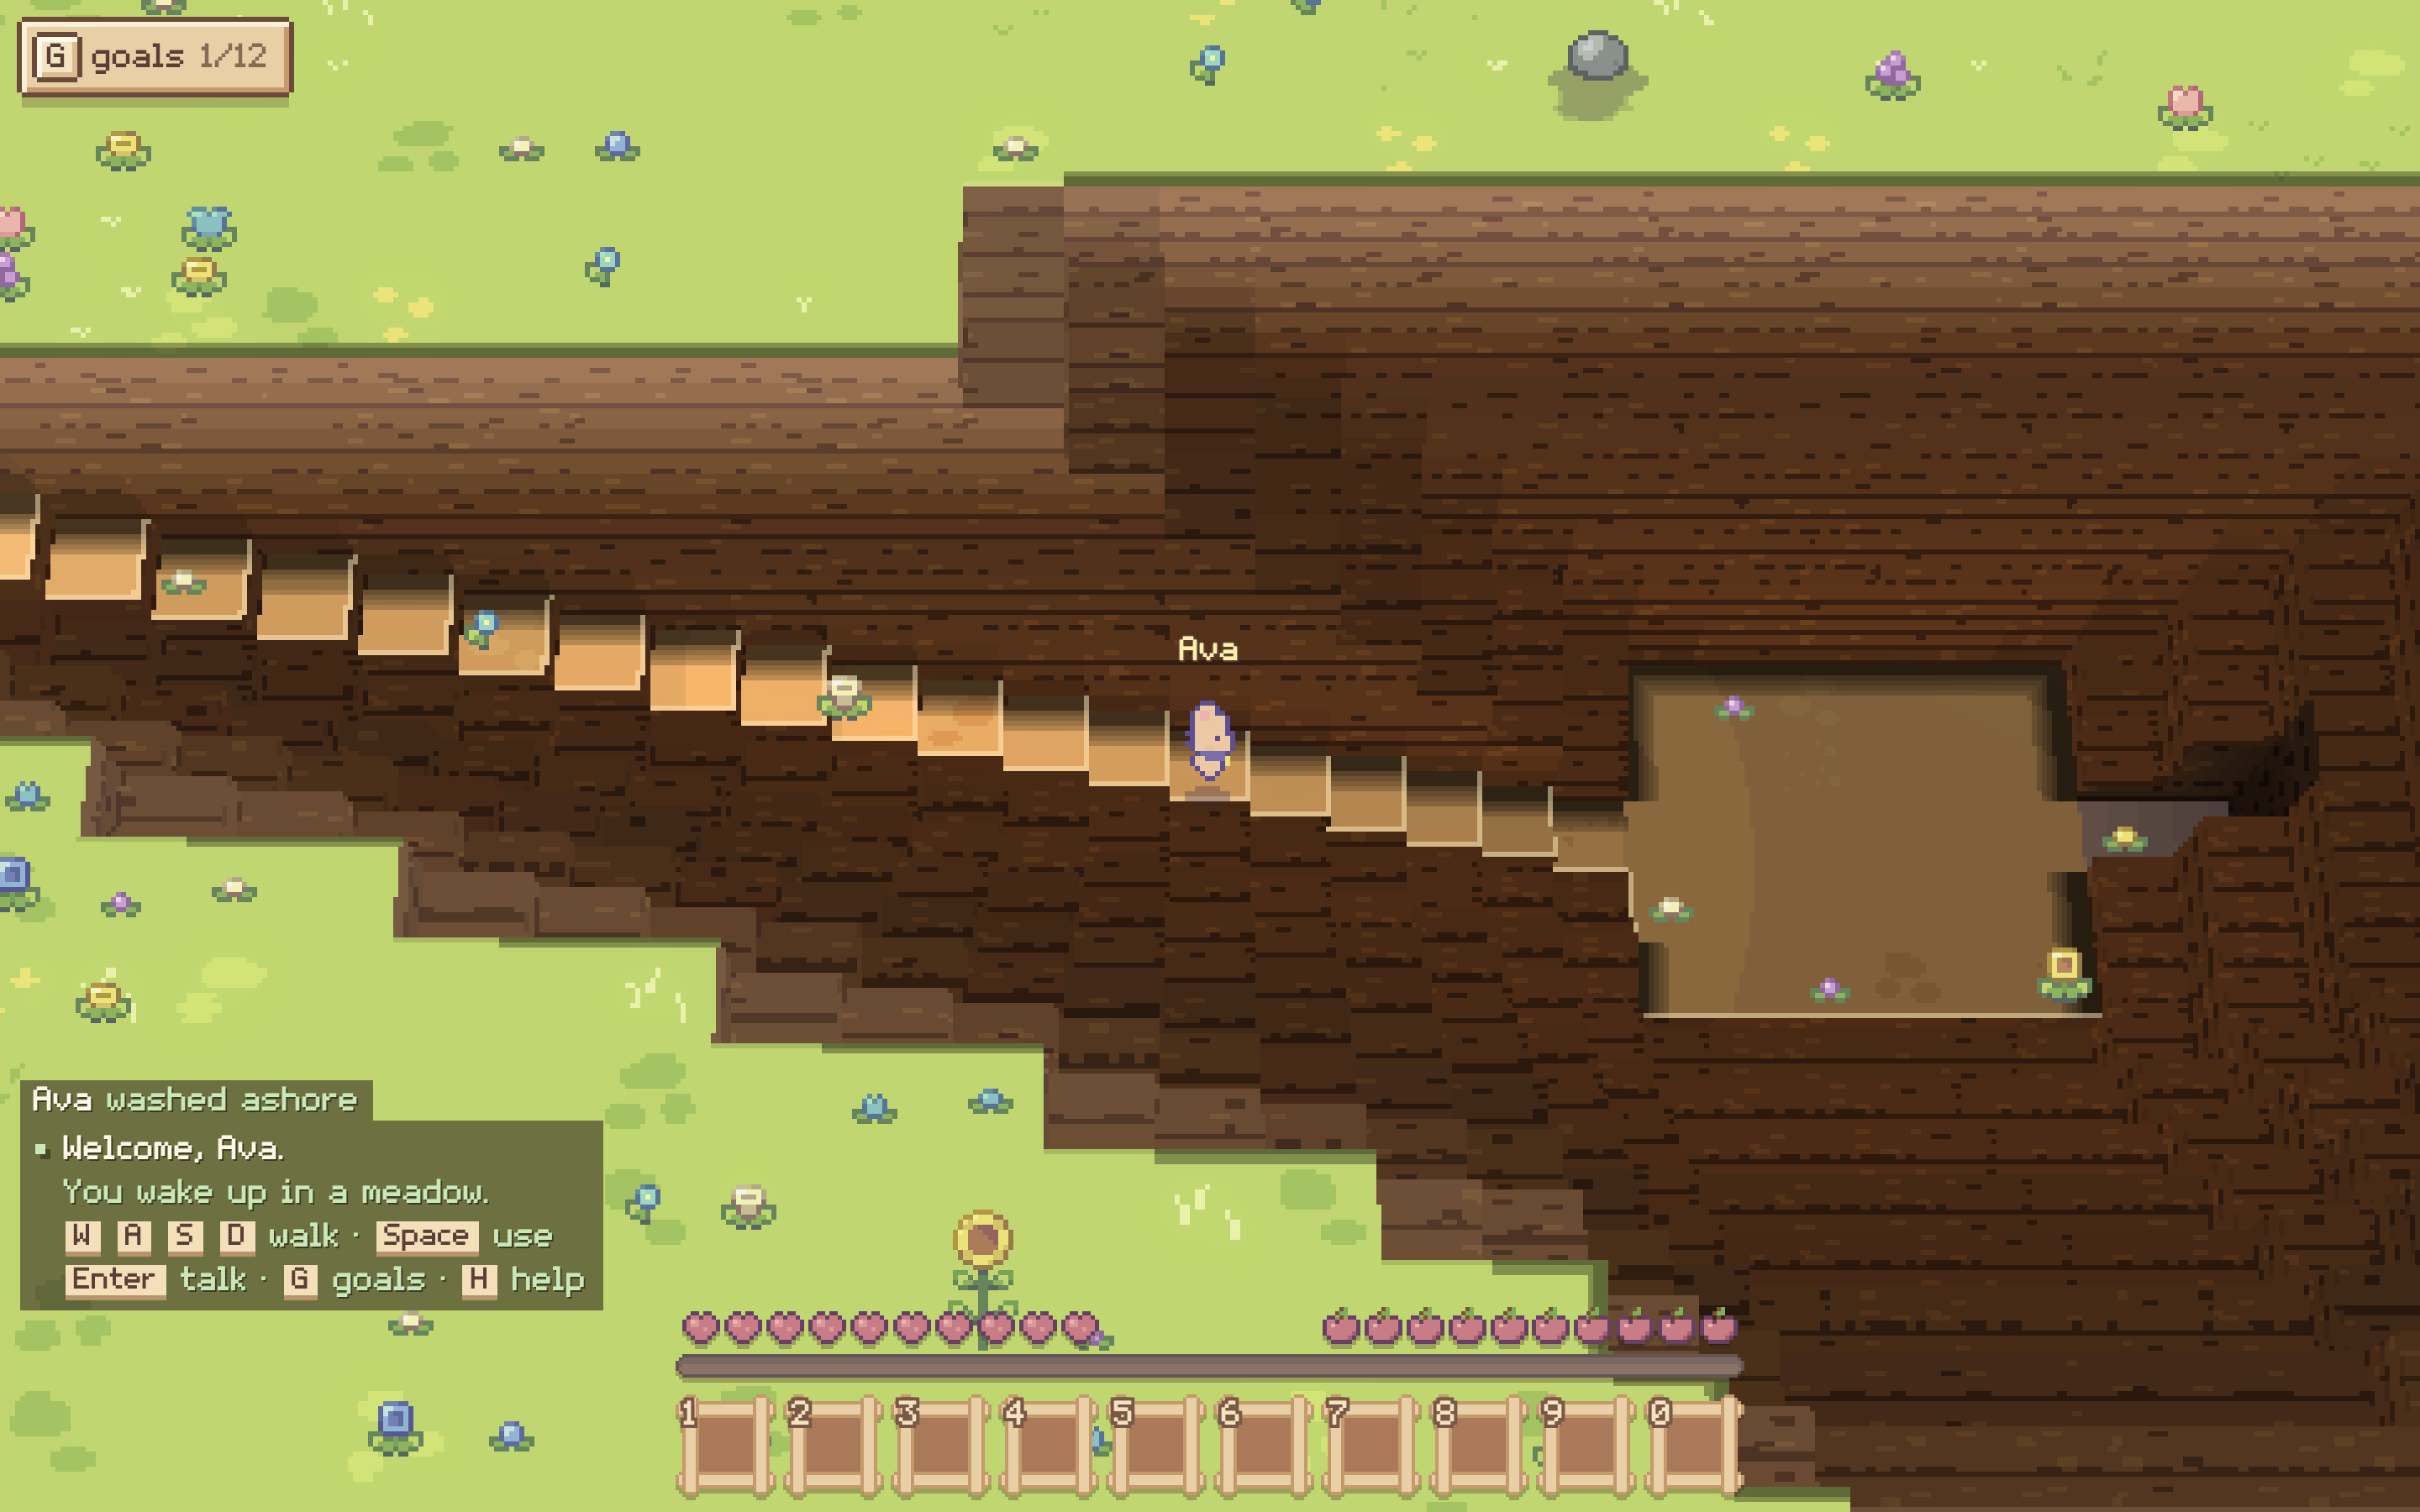 G goals 1/12
Ava
Ava washed ashore
Welcome, Ava.
You wake up in a meadow.
W A S D walk · Space use
Enter talk · G goals · H help
1 2 3 4 5 6 7 8 9 0